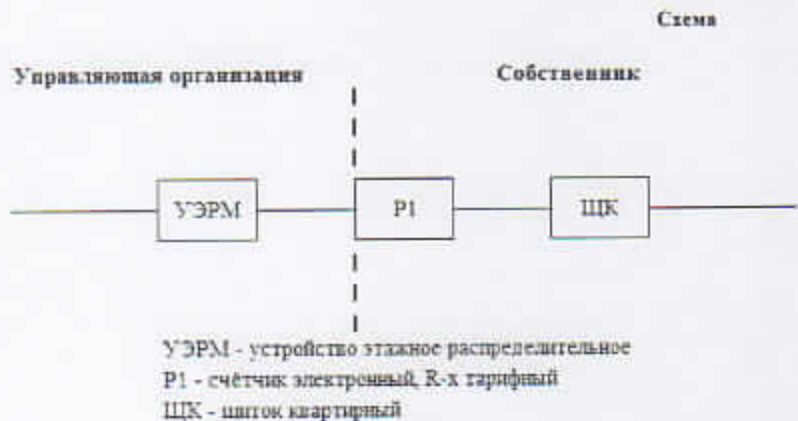 Схема
Управляющая организация
Собственник
УЭРМ
Р1
ЩК
УЭРМ - устройство этажное распределительное
Р1 - счётчик электронный, R-х тарифный
ЩК - щиток квартирный